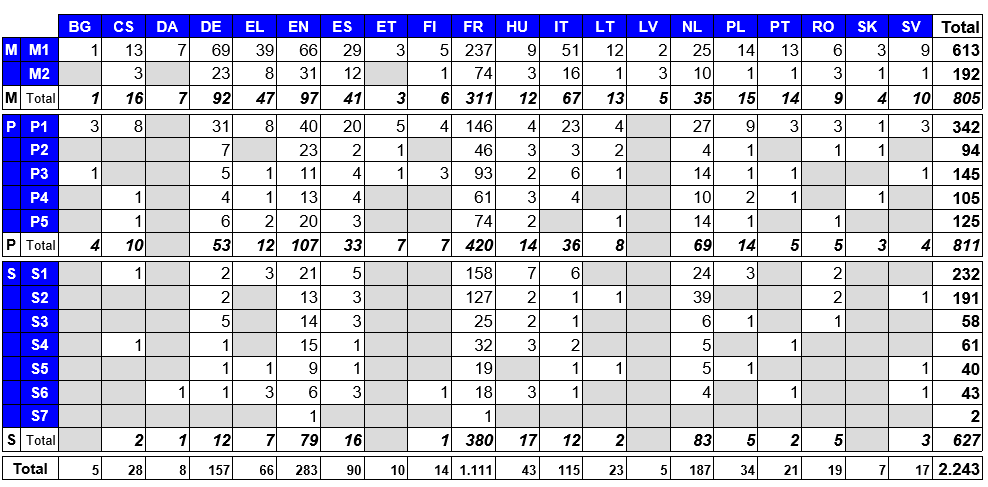 BG CS DA DE EL EN ES ET FI FR HU IT LT LV NL PL PT RO SK SV Total
M M1 1 13 7 69 39 66 29 3 5 237 9 51 12 2 25 14 13 6 3 9 613
M2 3 23 8 31 12 1 74 3 16 1 3 10 1 1 3 1 1 192
M Total 1 16 7 92 47 97 41 3 6 311 12 67 13 5 35 15 14 9 4 10 805
P P1 3 8 31 8 40 20 5 4 146 4 23 4 27 9 3 3 1 3 342
P2 7 23 2 1 46 3 3 2 4 1 1 1 94
P3 1 5 1 11 4 1 3 93 2 6 1 14 1 1 1 145
P4 1 4 1 13 4 61 3 4 10 2 1 1 105
P5 1 6 2 20 3 74 2 1 14 1 1 125
P Total 4 10 53 12 107 33 7 7 420 14 36 8 69 14 5 5 3 4 811
S S1 1 2 3 21 5 158 7 6 24 3 2 232
S2 2 13 3 127 2 1 1 39 2 1 191
S3 5 14 3 25 2 1 6 1 1 58
S4 1 1 15 1 32 3 2 5 1 61
S5 1 1 9 1 19 1 1 5 1 1 40
S6 1 1 3 6 3 1 18 3 1 4 1 1 43
S7 1 1 2
S Total 2 1 12 7 79 16 1 380 17 12 2 83 5 2 5 3 627
Total 5 28 8 157 66 283 90 10 14 1.111 43 115 23 5 187 34 21 19 7 17 2.243